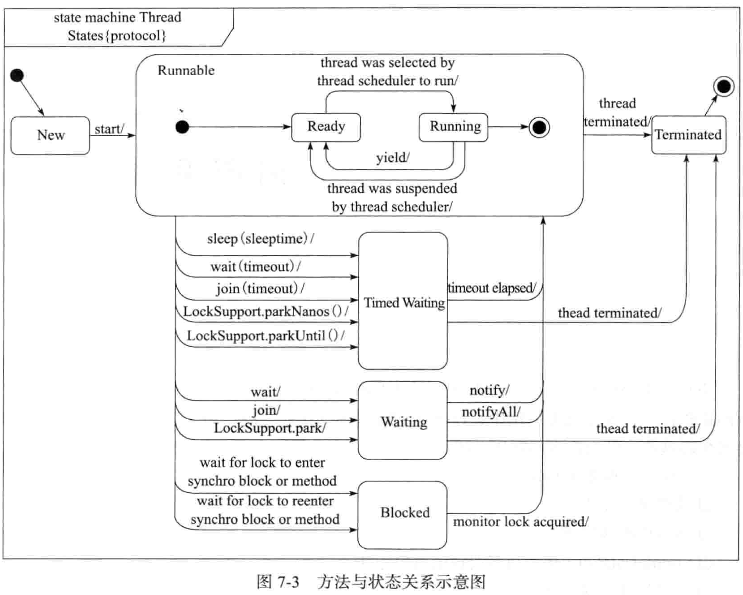 state machine Thread
States{protocol}
Runnable
thread was selected by
thread scheduler to run/
New
start/
Ready
Running
yield/
thread was suspended
by thread scheduler/
thread
terminated/
Terminated
sleep(sleeptime)/
wait(timeout)/
join(timeout)/
LockSupport.parkNanos()/
LockSupport.parkUntil()/
Timed Waiting
timeout elapsed/
thead terminated/
wait/
join/
LockSupport.park/
Waiting
notify/
notifyAll/
thead terminated/
wait for lock to enter
synchro block or method
wait for lock to reenter
synchro block or method
Blocked
monitor lock acquired/
图 7-3 方法与状态关系示意图